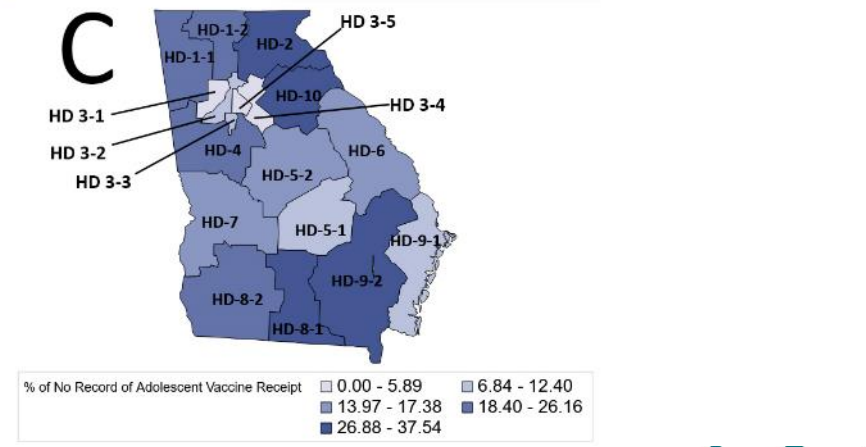 C
HD 3-5
HD-1-2
HD-2
HD-1-1
HD-10
HD 3-4
HD 3-1
HD 3-2
HD-4
HD-6
HD 3-3
HD-5-2
HD-7
HD-5-1
HD-9-1
HD-9-2
HD-8-2
HD-8-1
% of No Record of Adolescent Vaccine Receipt
0.00 - 5.89
6.84 - 12.40
13.97 - 17.38
18.40 - 26.16
26.88 - 37.54